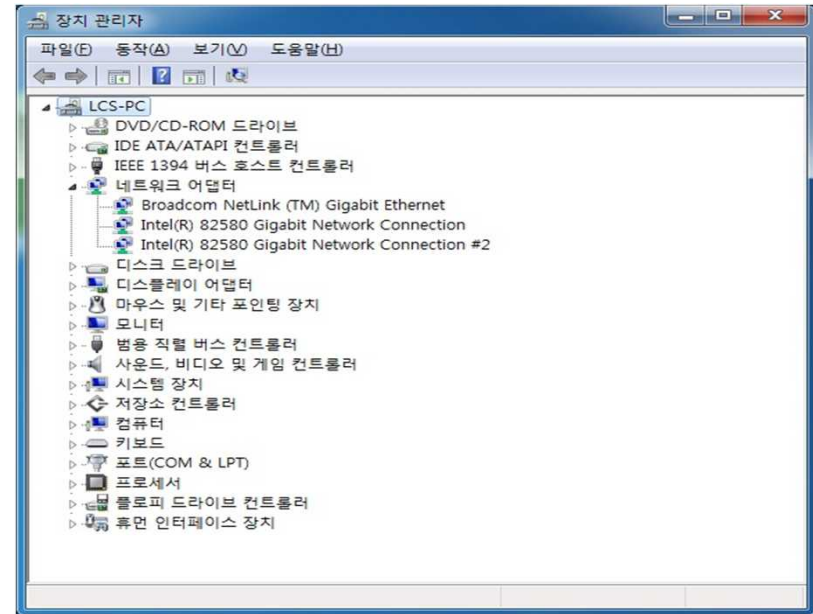 장치 관리자
파일(F) 동작(A) 보기(V) 도움말(H)
LCS-PC
DVD/CD-ROM 드라이브
IDE ATA/ATAPI 컨트롤러
IEEE 1394 버스 호스트 컨트롤러
네트워크 어댑터
Broadcom NetLink (TM) Gigabit Ethernet
Intel(R) 82580 Gigabit Network Connection
Intel(R) 82580 Gigabit Network Connection #2
디스크 드라이브
디스플레이 어댑터
마우스 및 기타 포인팅 장치
모니터
범용 직렬 버스 컨트롤러
사운드, 비디오 및 게임 컨트롤러
시스템 장치
저장소 컨트롤러
컴퓨터
키보드
포트(COM & LPT)
프로세서
플로피 드라이브 컨트롤러
휴먼 인터페이스 장치